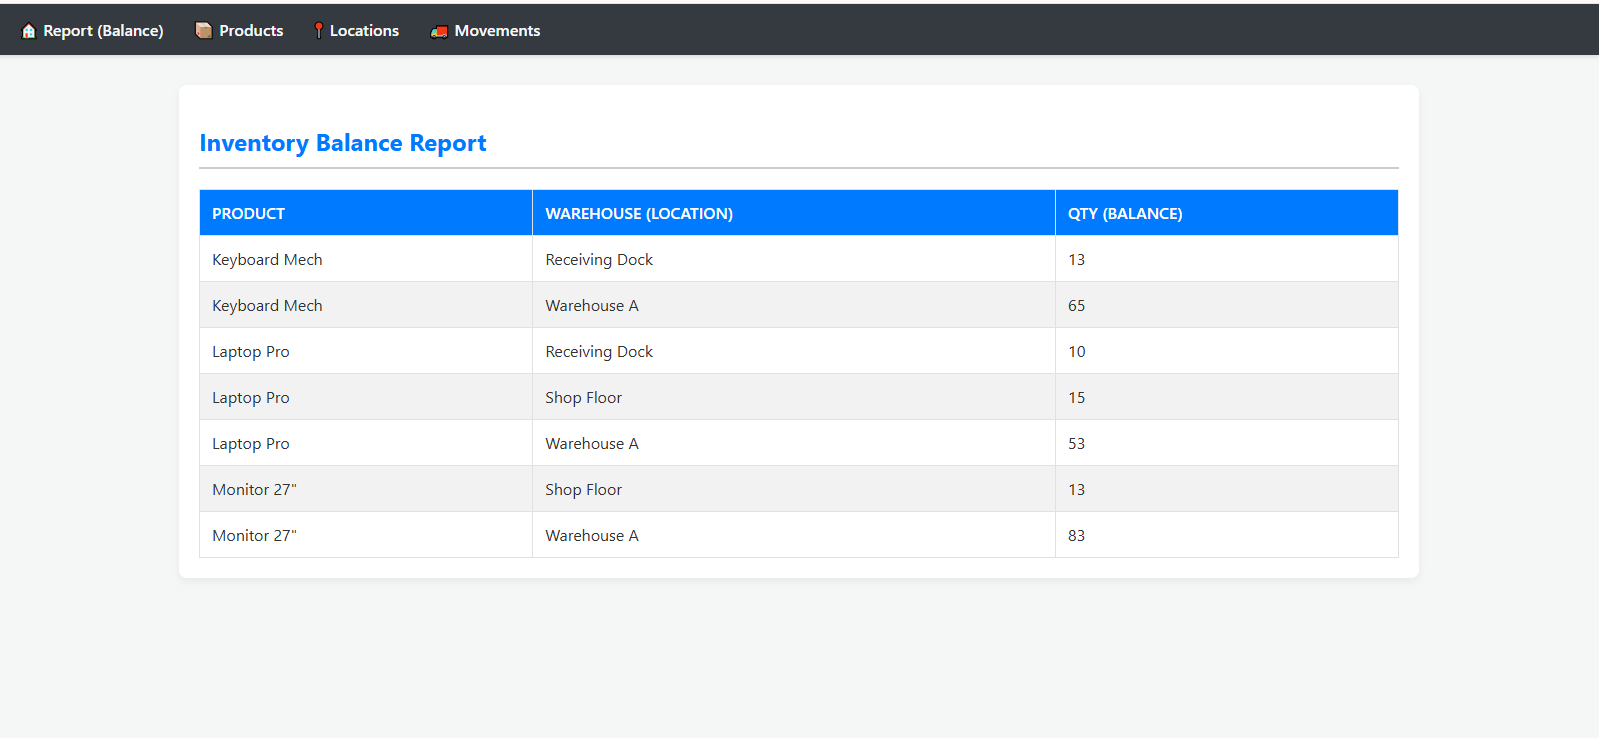 Report (Balance) Products Locations Movements
Inventory Balance Report
PRODUCT WAREHOUSE (LOCATION) QTY (BALANCE)
Keyboard Mech Receiving Dock 13
Keyboard Mech Warehouse A 65
Laptop Pro Receiving Dock 10
Laptop Pro Shop Floor 15
Laptop Pro Warehouse A 53
Monitor 27" Shop Floor 13
Monitor 27" Warehouse A 83